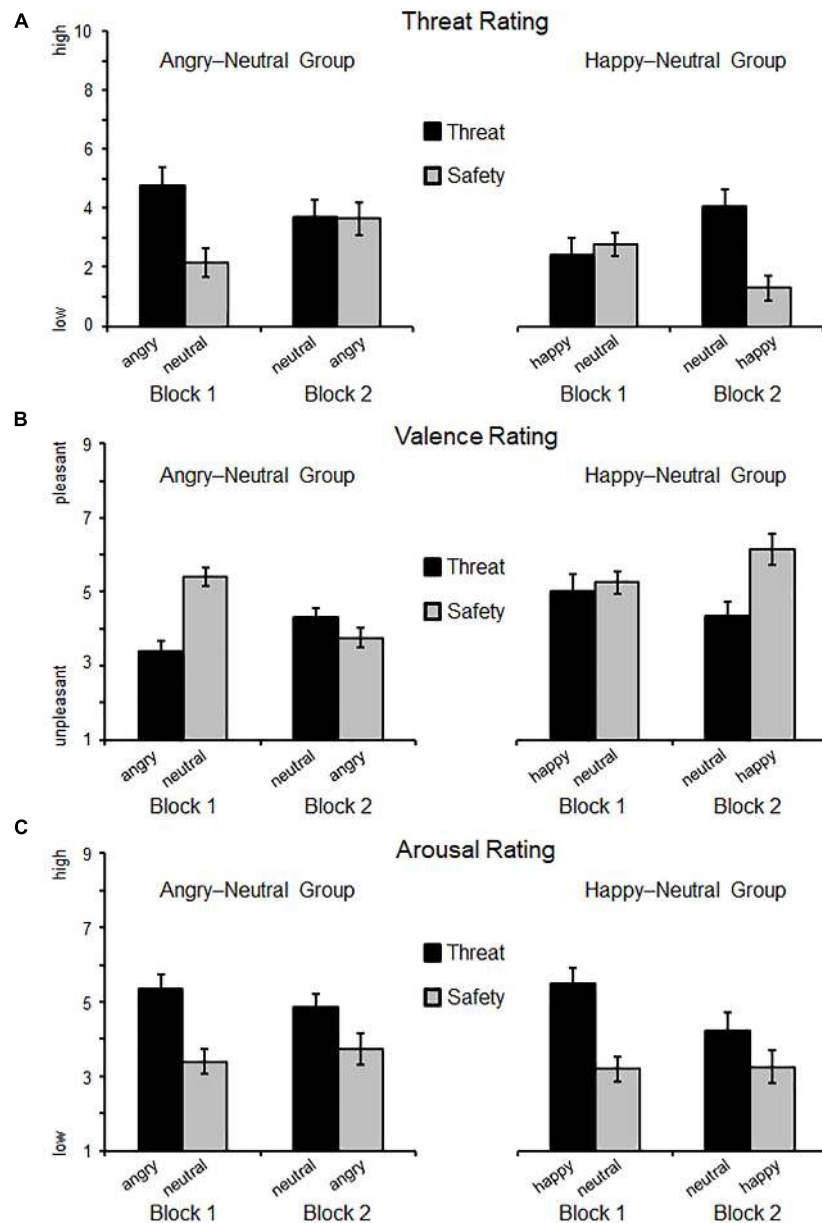 A
Threat Rating
high
10
8
6
4
2
0
low
Angry–Neutral Group
Happy–Neutral Group
Threat
Safety
angry neutral neutral angry
happy neutral neutral happy
Block 1 Block 2
Block 1 Block 2
B
Valence Rating
pleasant
9
7
5
3
1
unpleasant
Angry–Neutral Group
Happy–Neutral Group
Threat
Safety
angry neutral neutral angry
happy neutral neutral happy
Block 1 Block 2
Block 1 Block 2
C
Arousal Rating
high
9
7
5
3
1
low
Angry–Neutral Group
Happy–Neutral Group
Threat
Safety
angry neutral neutral angry
happy neutral neutral happy
Block 1 Block 2
Block 1 Block 2